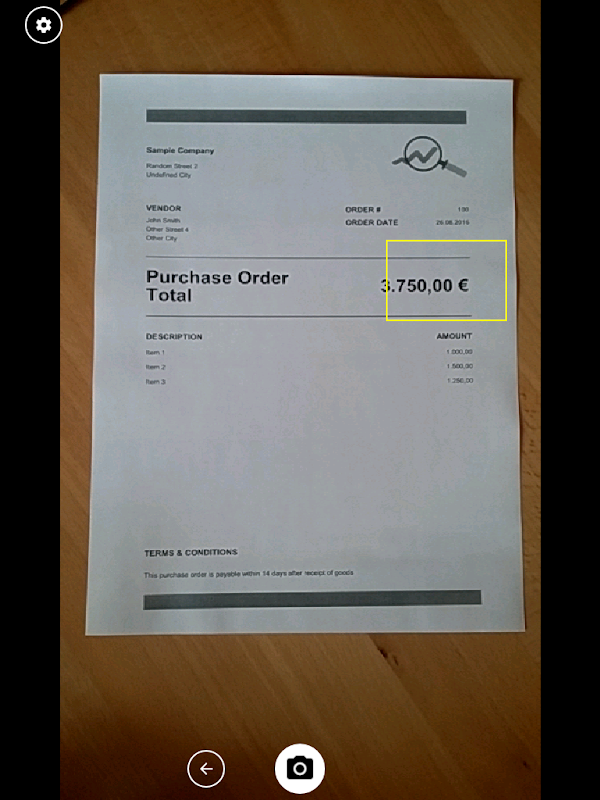 Sample Company
Random Street 2
Undefined City
VENDOR
John Smith
Other Street 4
Other City
ORDER # 190
ORDER DATE 26.08.2016
Purchase Order
Total
3.750,00 €
DESCRIPTION AMOUNT
Item 1 1.000,00
Item 2 1.500,00
Item 3 1.250,00
TERMS & CONDITIONS
This purchase order is payable within 14 days after receipt of goods